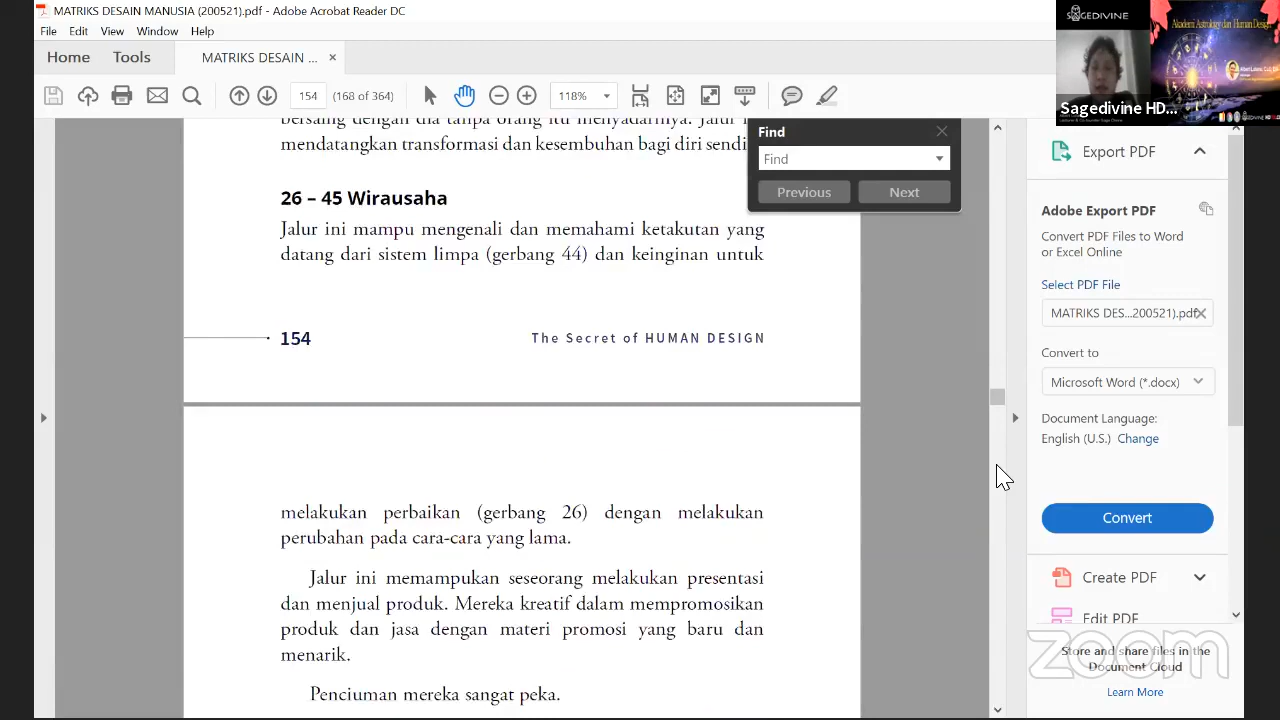 MATRIKS DESAIN MANUSIA (200521).pdf - Adobe Acrobat Reader DC
File Edit View Window Help
Home Tools MATRIKS DESAIN ... ×
154 (168 of 364) 118%
SAGEDIVINE
Akademi Astrology dan Human Design
Sagedivine HD...
mendatangkan transformasi dan kesembuhan bagi diri sendi
26 – 45 Wirausaha
Jalur ini mampu mengenali dan memahami ketakutan yang
datang dari sistem limpa (gerbang 44) dan keinginan untuk
154 The Secret of HUMAN DESIGN
melakukan perbaikan (gerbang 26) dengan melakukan
perubahan pada cara-cara yang lama.
Jalur ini memampukan seseorang melakukan presentasi
dan menjual produk. Mereka kreatif dalam mempromosikan
produk dan jasa dengan materi promosi yang baru dan
menarik.
Penciuman mereka sangat peka.
Find
Find
Previous Next
Export PDF
Adobe Export PDF
Convert PDF Files to Word
or Excel Online
Select PDF File
MATRIKS DES...200521).pdf
Convert to
Microsoft Word (*.docx)
Document Language:
English (U.S.) Change
Convert
Create PDF
Edit PDF
Store and share files in the
Document Cloud
Learn More
zoom